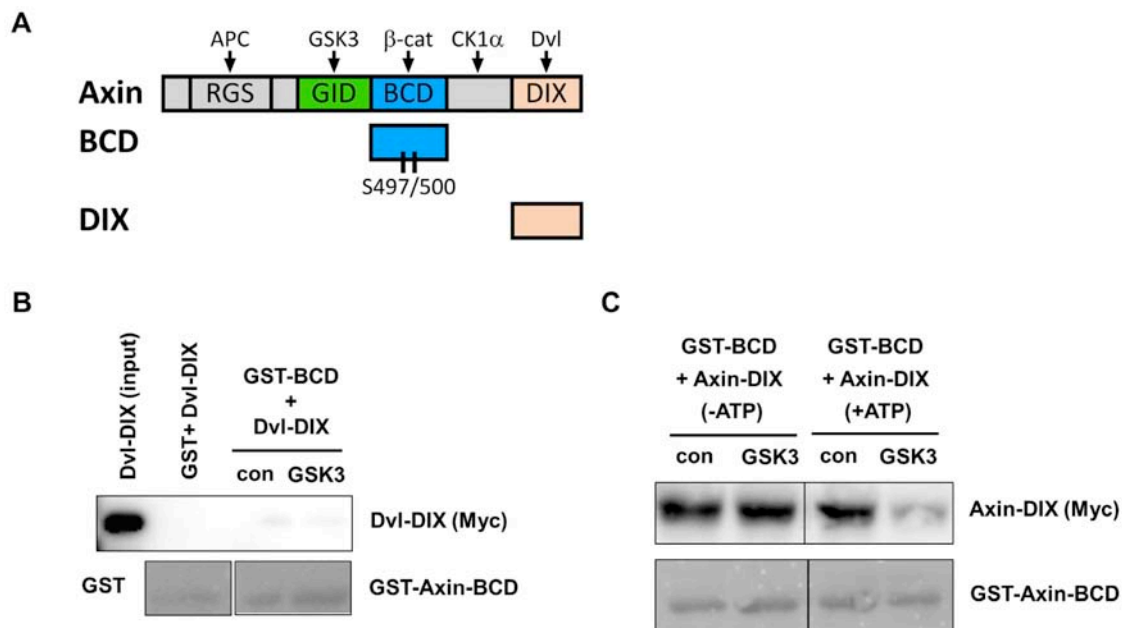 A
APC GSK3 β-cat CK1α Dvl
Axin RGS GID BCD DIX
BCD
S497/500
DIX
B
Dvl-DIX (input)
GST+ Dvl-DIX
GST-BCD
+
Dvl-DIX
con GSK3
Dvl-DIX (Myc)
GST
GST-Axin-BCD
C
GST-BCD GST-BCD
+ Axin-DIX + Axin-DIX
(-ATP) (+ATP)
con GSK3 con GSK3
Axin-DIX (Myc)
GST-Axin-BCD